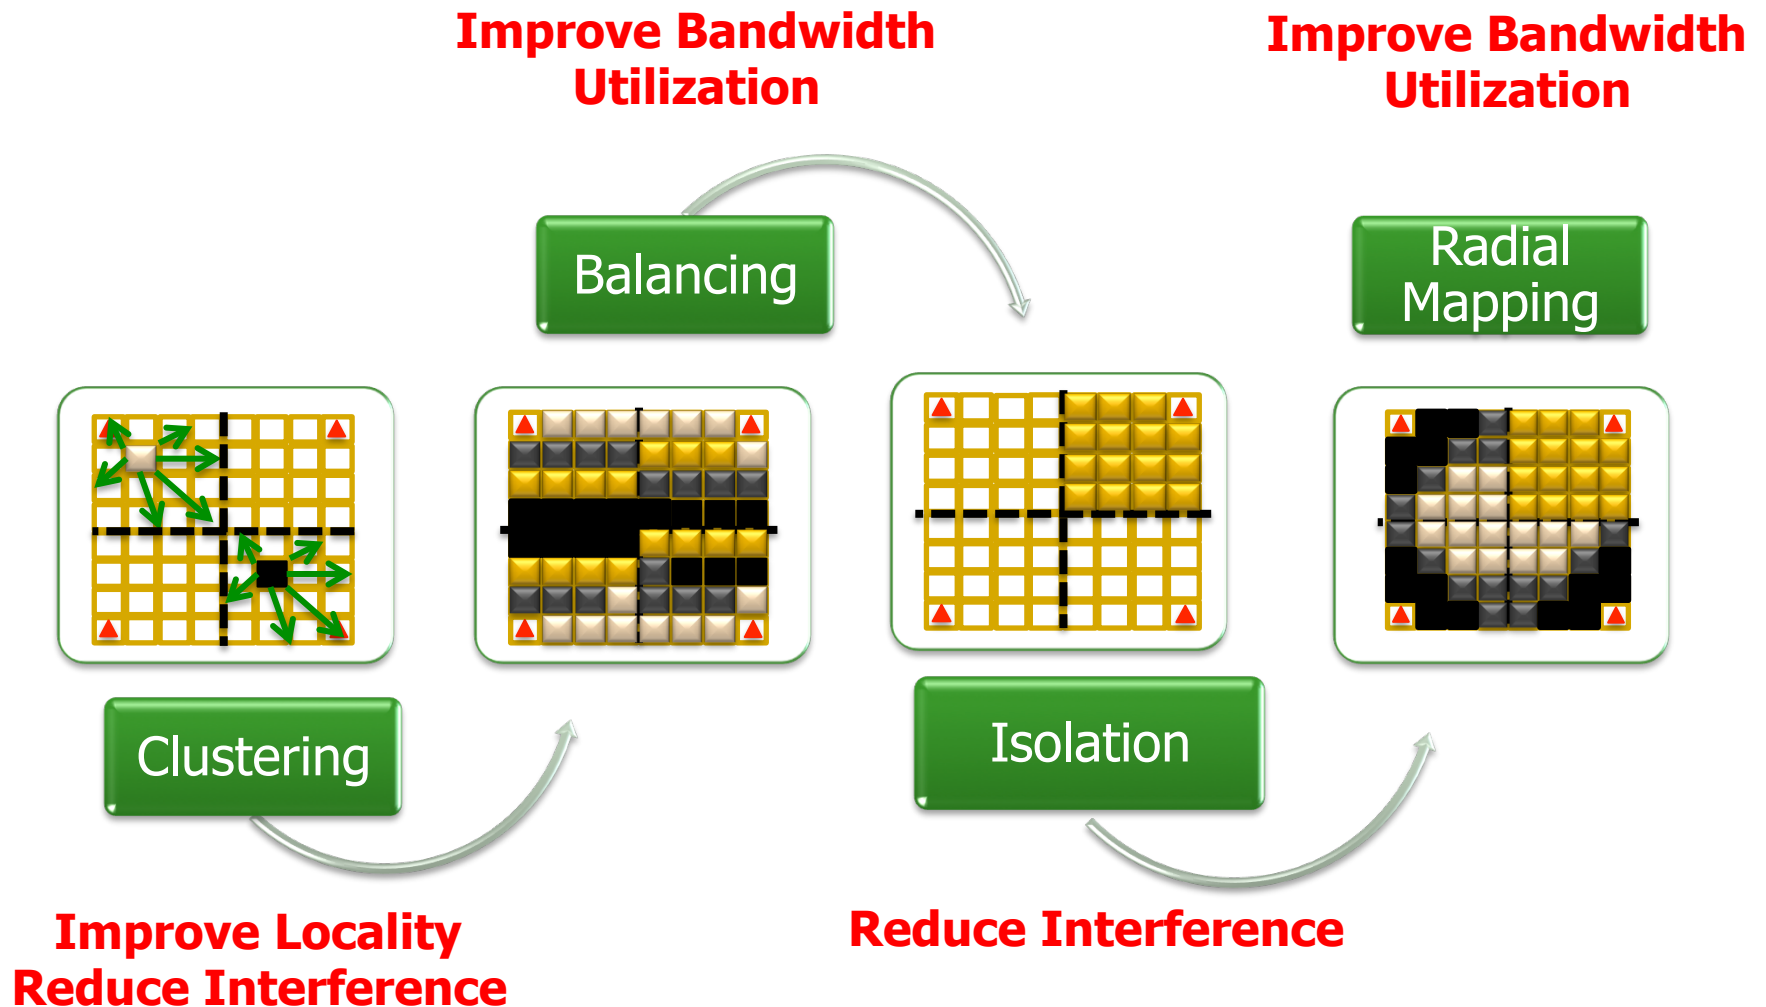 Improve Bandwidth
Utilization
Improve Bandwidth
Utilization
Balancing
Radial
Mapping
Clustering
Isolation
Improve Locality
Reduce Interference
Reduce Interference